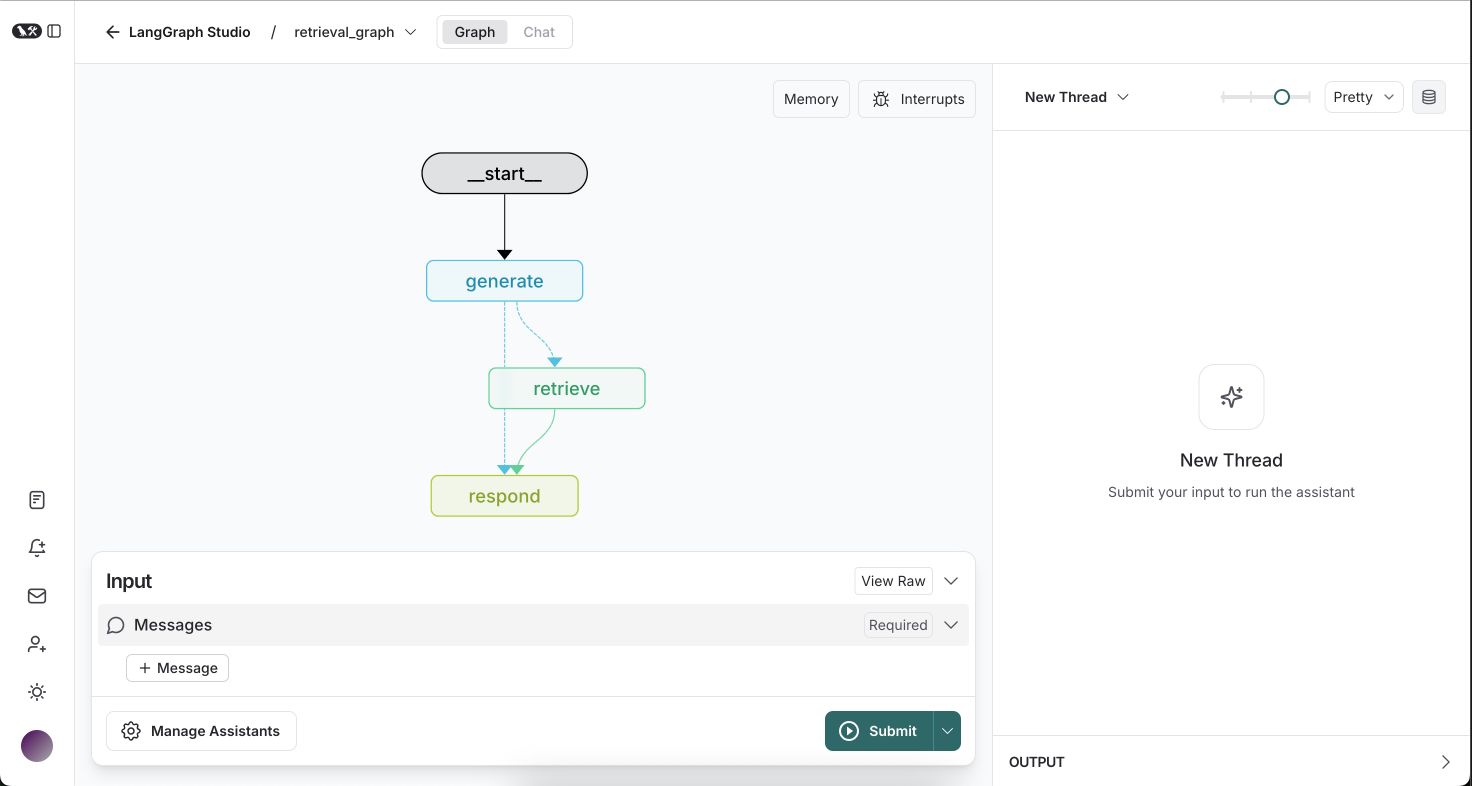 LangGraph Studio / retrieval_graph Graph Chat
Memory Interrupts
New Thread Pretty
__start__
generate
retrieve
respond
New Thread
Submit your input to run the assistant
Input View Raw
Messages Required
+ Message
Manage Assistants Submit
OUTPUT